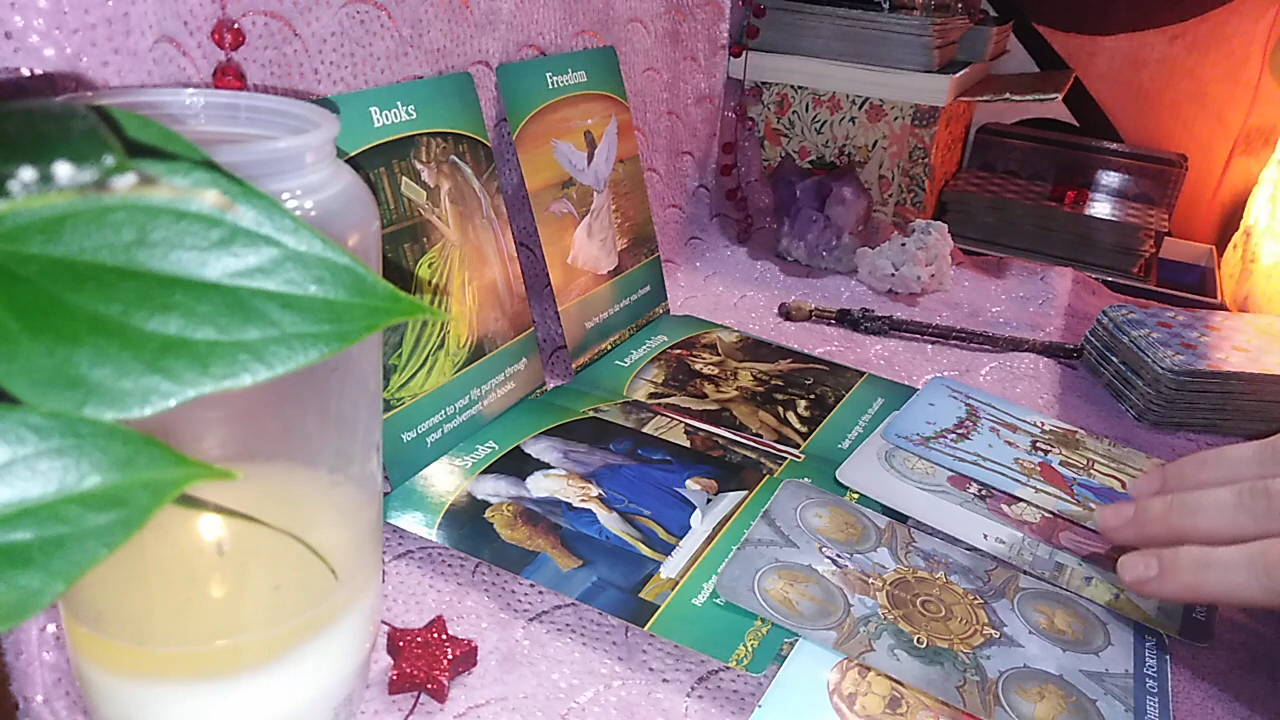 Books
You connect to your life purpose through
your involvement with books.
Freedom
You're free to do what you choose.
Leadership
Take charge of the situation!
Study
Reading
WHEEL OF FORTUNE